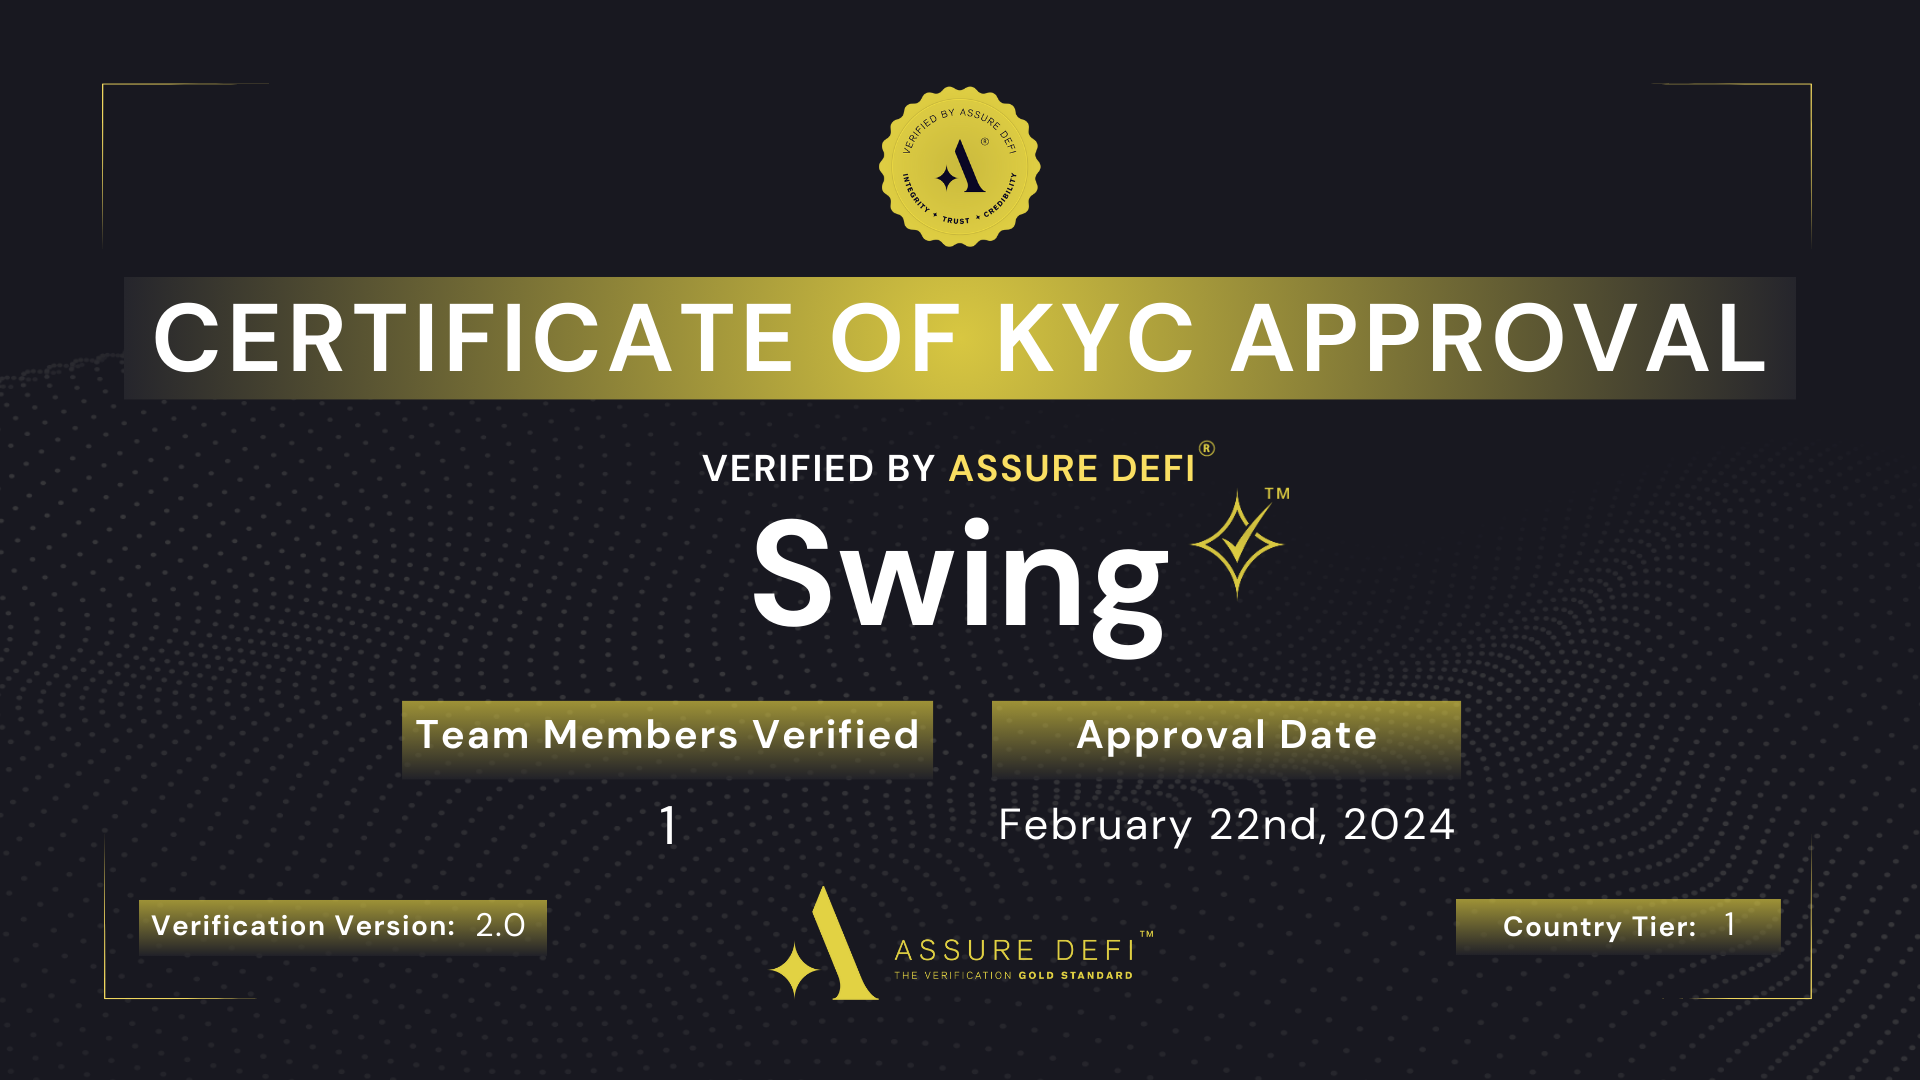 VERIFIED BY ASSURE DEFI
®
INTEGRITY ✦ TRUST ✦ CREDIBILITY
CERTIFICATE OF KYC APPROVAL
VERIFIED BY ASSURE DEFI®
Swing
TM
Team Members Verified
Approval Date
1
February 22nd, 2024
Verification Version: 2.0
ASSURE DEFI™
THE VERIFICATION GOLD STANDARD
Country Tier: 1